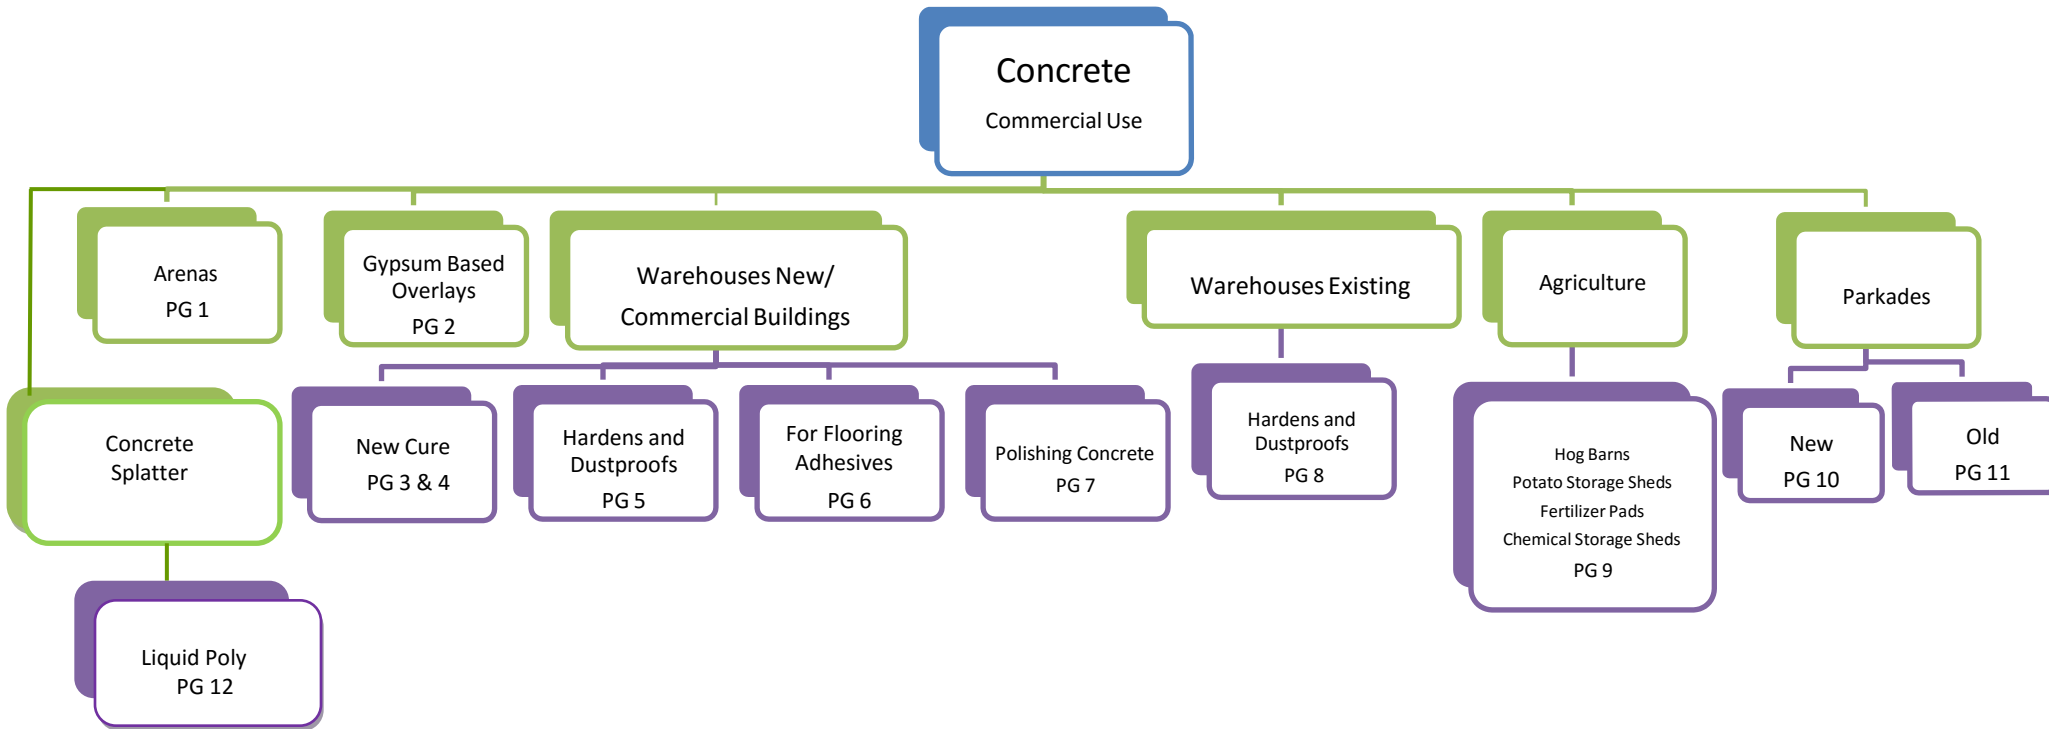 Concrete
Commercial Use
Arenas
PG 1
Gypsum Based
Overlays
PG 2
Warehouses New/
Commercial Buildings
Warehouses Existing
Agriculture
Parkades
Concrete
Splatter
New Cure
PG 3 & 4
Hardens and
Dustproofs
PG 5
For Flooring
Adhesives
PG 6
Polishing Concrete
PG 7
Hardens and
Dustproofs
PG 8
Hog Barns
Potato Storage Sheds
Fertilizer Pads
Chemical Storage Sheds
PG 9
New
PG 10
Old
PG 11
Liquid Poly
PG 12